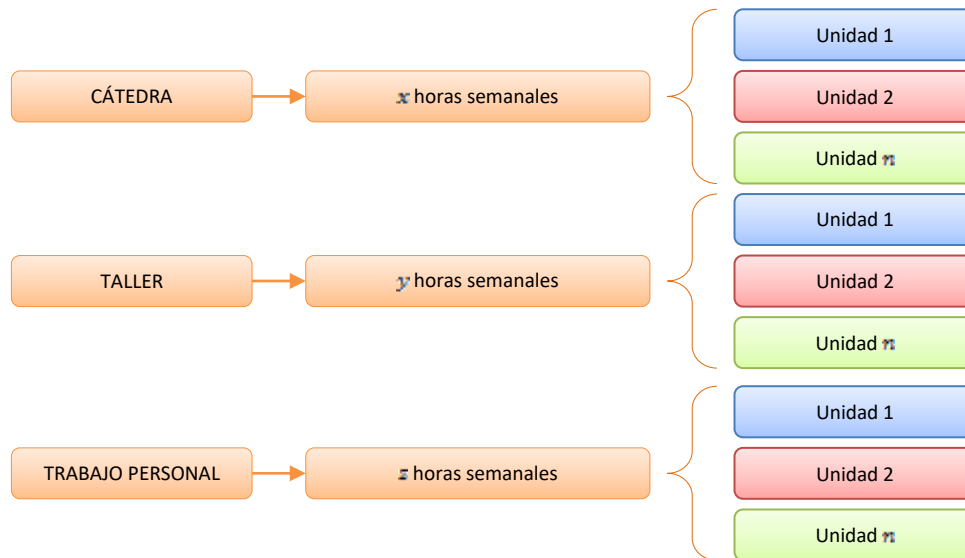 CÁTEDRA
x horas semanales
Unidad 1
Unidad 2
Unidad n
TALLER
y horas semanales
Unidad 1
Unidad 2
Unidad n
TRABAJO PERSONAL
z horas semanales
Unidad 1
Unidad 2
Unidad n